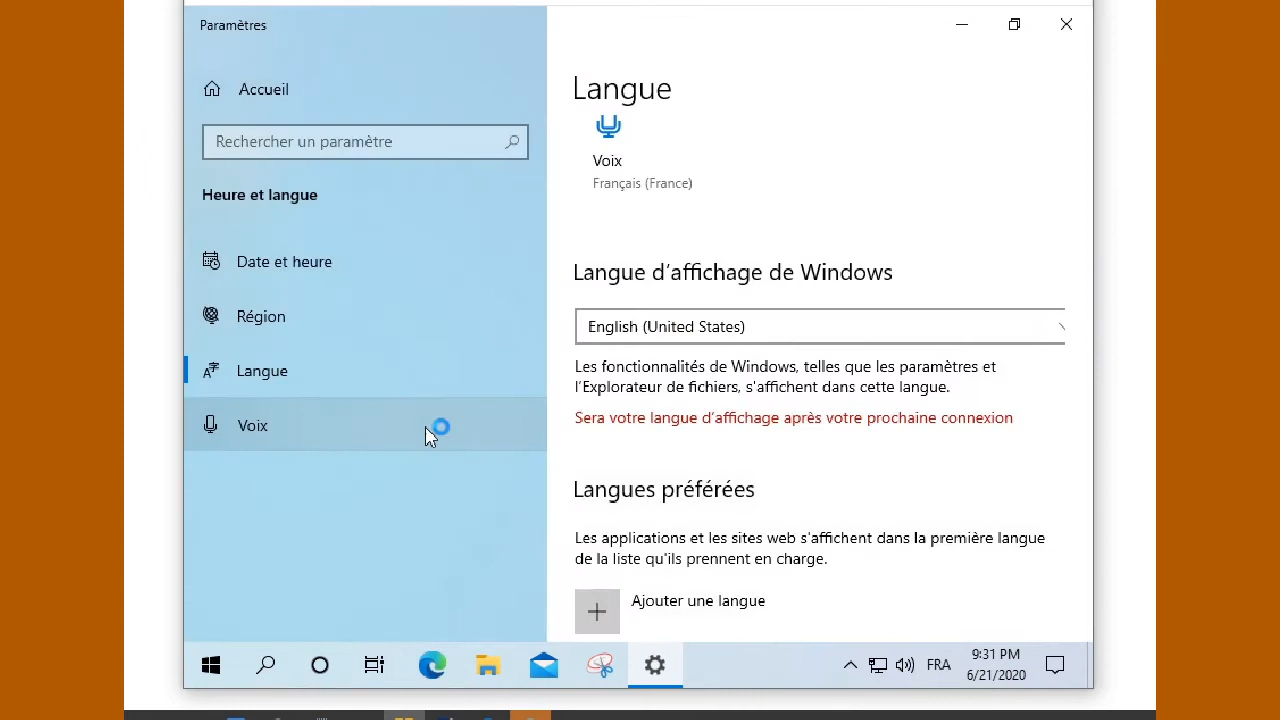 Paramètres
Accueil
Rechercher un paramètre
Heure et langue
Date et heure
Région
Langue
Voix
Langue
Voix
Français (France)
Langue d'affichage de Windows
English (United States)
Les fonctionnalités de Windows, telles que les paramètres et
l'Explorateur de fichiers, s'affichent dans cette langue.
Sera votre langue d'affichage après votre prochaine connexion
Langues préférées
Les applications et les sites web s'affichent dans la première langue
de la liste qu'ils prennent en charge.
Ajouter une langue
FRA
9:31 PM
6/21/2020